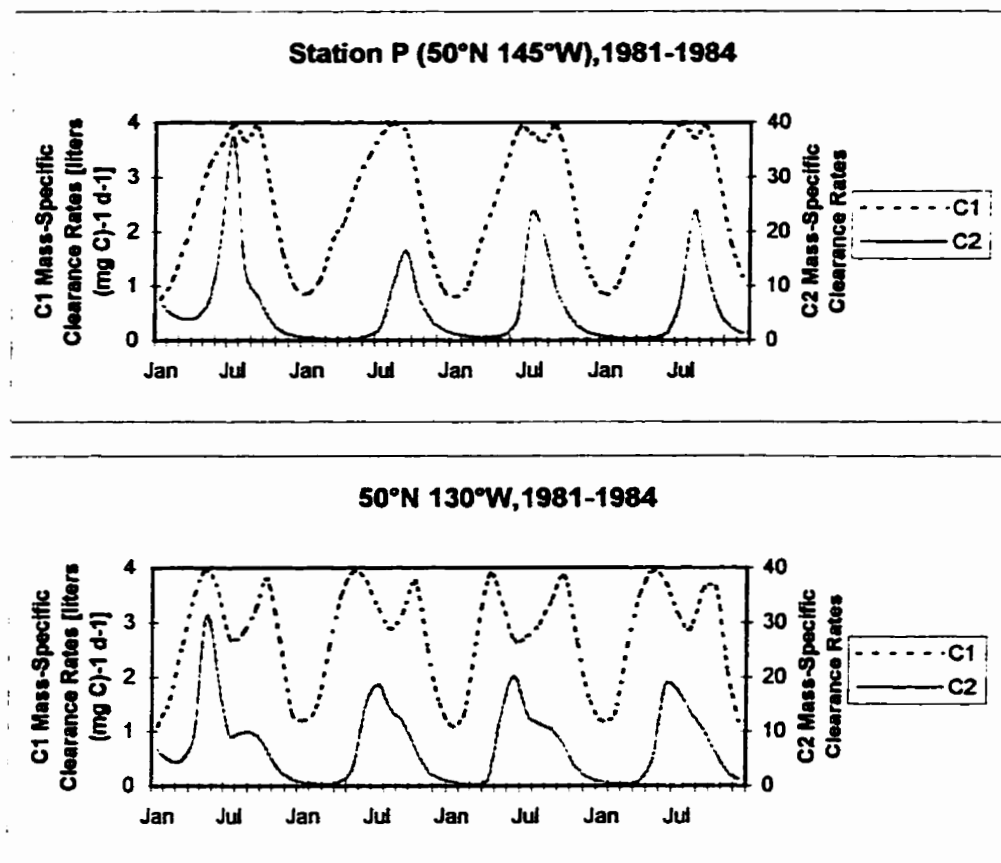 Station P (50°N 145°W),1981-1984
C1 Mass-Specific
Clearance Rates [liters
(mg C)-1 d-1]
4
3
2
1
0
40
30
20
10
0
C2 Mass-Specific
Clearance Rates
C1
C2
Jan Jul Jan Jul Jan Jul Jan Jul
50°N 130°W,1981-1984
C1 Mass-Specific
Clearance Rates [liters
(mg C)-1 d-1]
4
3
2
1
0
40
30
20
10
0
C2 Mass-Specific
Clearance Rates
C1
C2
Jan Jul Jan Jul Jan Jul Jan Jul